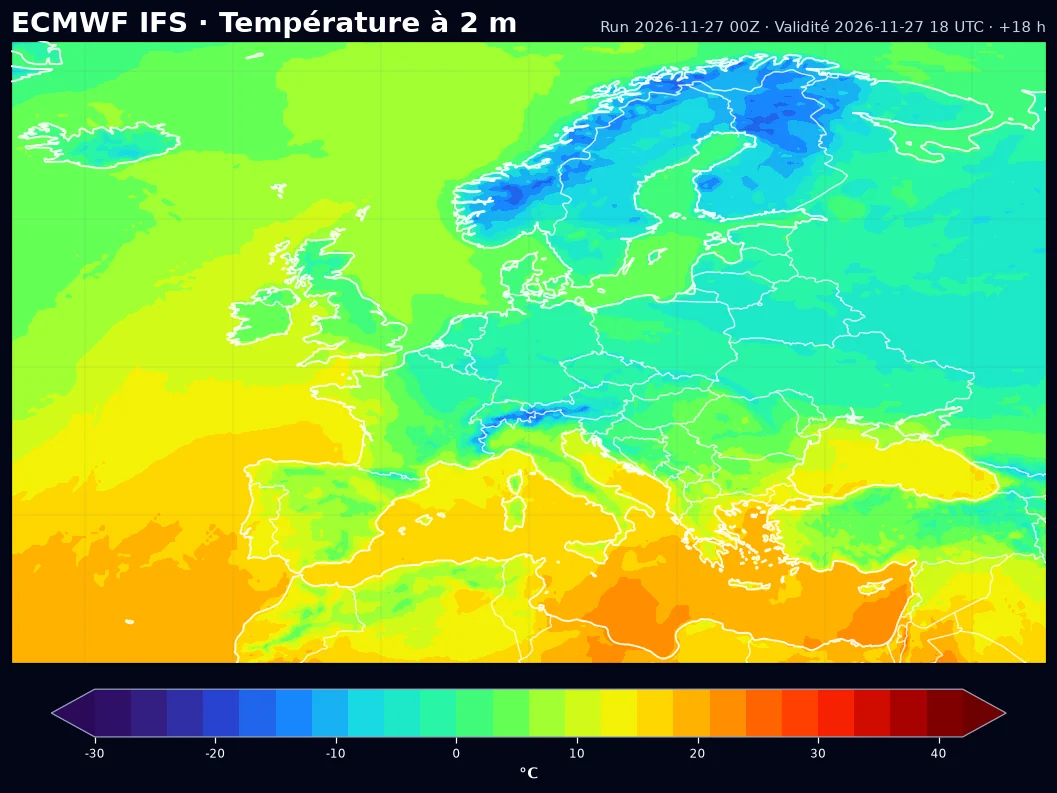 ECMWF IFS · Température à 2 m
Run 2026-11-27 00Z · Validité 2026-11-27 18 UTC · +18 h
-30 -20 -10 0 10 20 30 40
°C